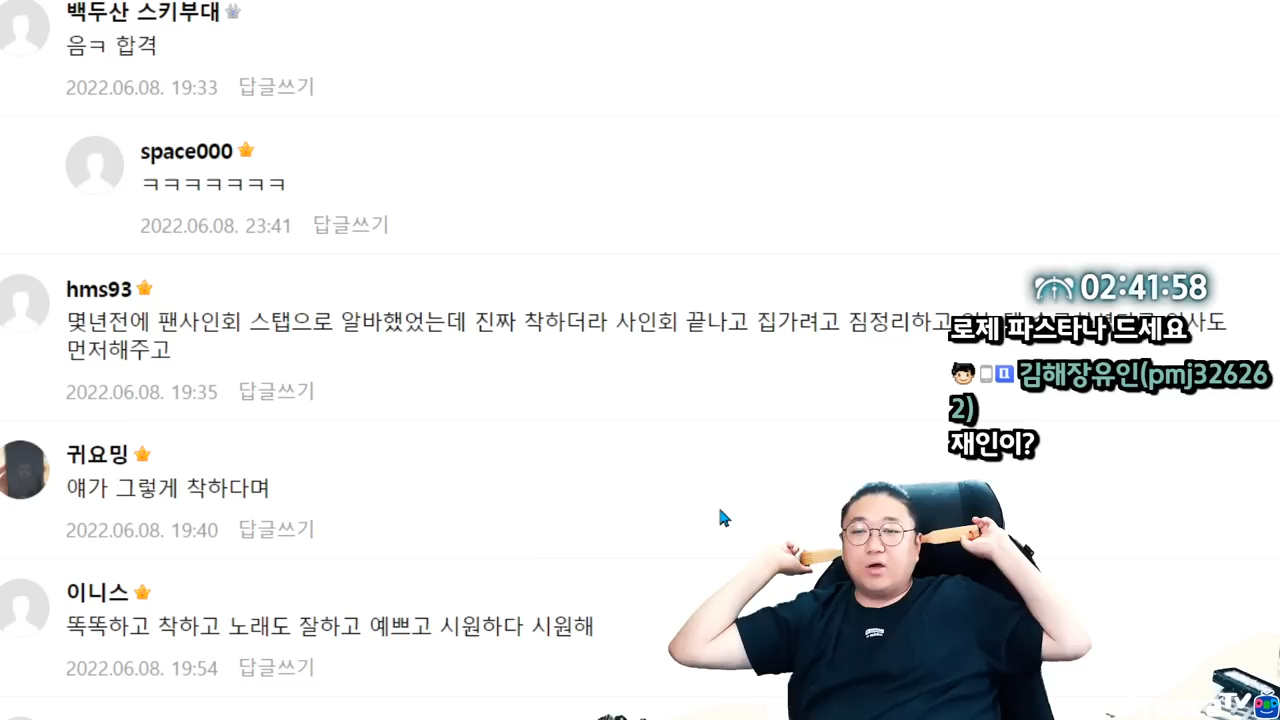 백두산 스키부대
음ㅋ 합격
2022.06.08. 19:33 답글쓰기
space000
ㅋㅋㅋㅋㅋㅋㅋ
2022.06.08. 23:41 답글쓰기
hms93
몇년전에 팬사인회 스탭으로 알바했었는데 진짜 착하더라 사인회 끝나고 집가려고 짐정리하고
먼저해주고
2022.06.08. 19:35 답글쓰기
귀요밍
얘가 그렇게 착하다며
2022.06.08. 19:40 답글쓰기
이니스
똑똑하고 착하고 노래도 잘하고 예쁘고 시원하다 시원해
2022.06.08. 19:54 답글쓰기
02:41:58
로제 파스타나 드세요
김해장유인(pmj32626
2)
재인이?
TV